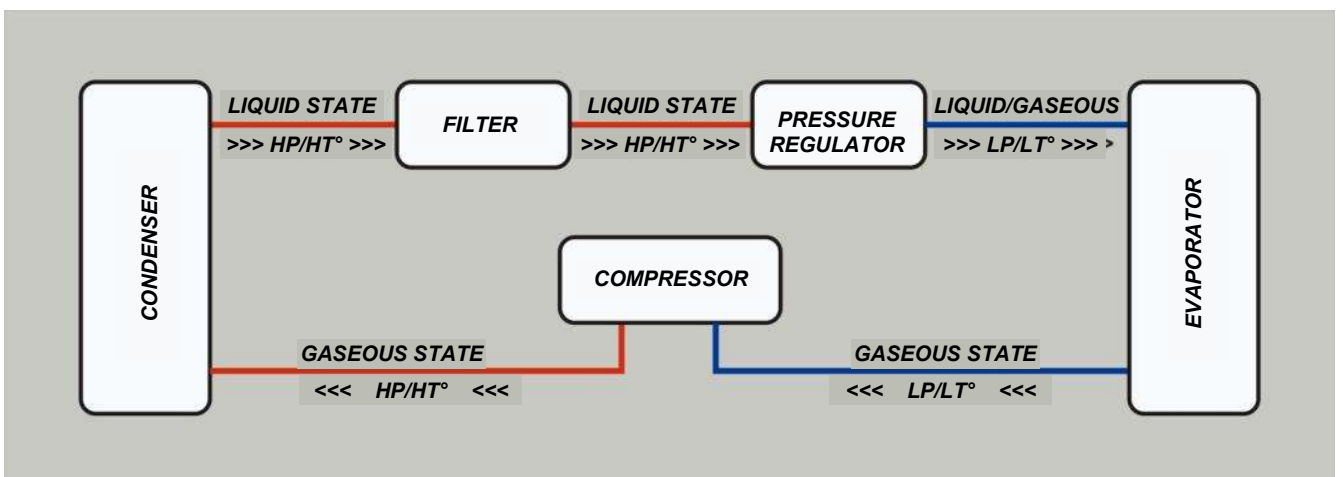 LIQUID STATE
>>> HP/HT° >>>
FILTER
LIQUID STATE
>>> HP/HT° >>>
PRESSURE
REGULATOR
LIQUID/GASEOUS
>>> LP/LT° >>> >
CONDENSER
EVAPORATOR
COMPRESSOR
GASEOUS STATE
<<< HP/HT° <<<
GASEOUS STATE
<<< LP/LT° <<<